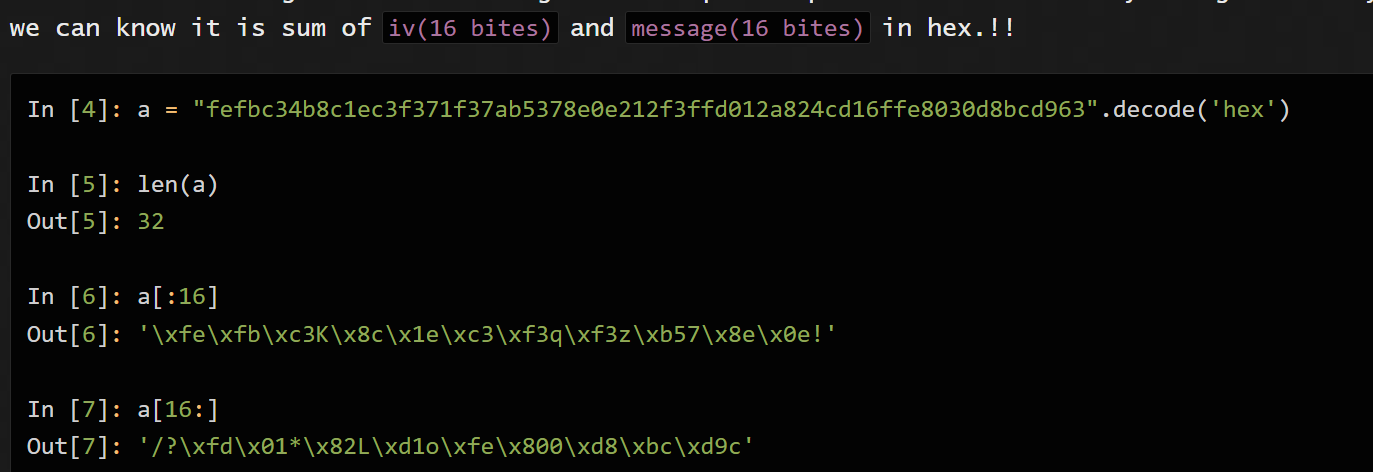 we can know it is sum of iv(16 bites) and message(16 bites) in hex.!!
In [4]: a = "fefbc34b8c1ec3f371f37ab5378e0e212f3ffd012a824cd16ffe8030d8bcd963".decode('hex')
In [5]: len(a)
Out[5]: 32
In [6]: a[:16]
Out[6]: '\xfe\xfb\xc3K\x8c\x1e\xc3\xf3q\xf3z\xb57\x8e\x0e!'
In [7]: a[16:]
Out[7]: '/?\xfd\x01*\x82L\xd1o\xfe\x800\xd8\xbc\xd9c'